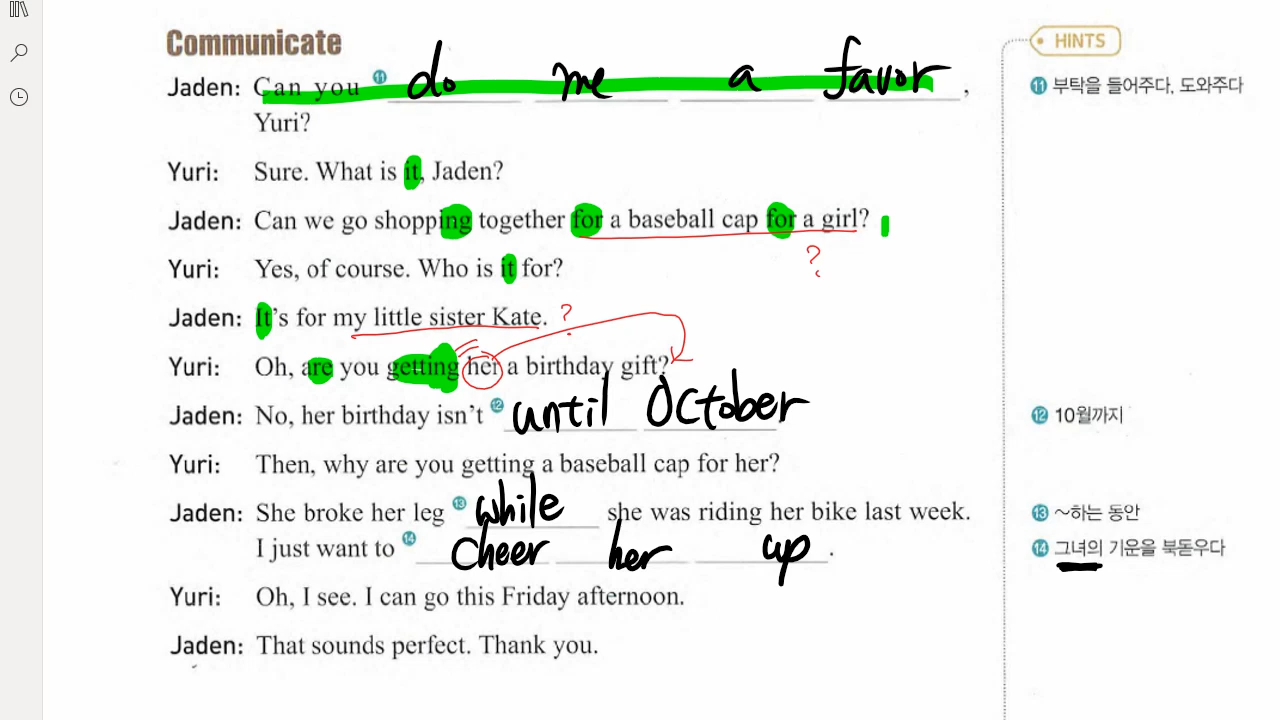 Communicate
HINTS
Jaden: Can you ⑪ do me a favor,
Yuri?
⑪ 부탁을 들어주다, 도와주다
Yuri: Sure. What is it, Jaden?
Jaden: Can we go shopping together for a baseball cap for a girl?
?
Yuri: Yes, of course. Who is it for?
Jaden: It's for my little sister Kate. ?
Yuri: Oh, are you getting her a birthday gift?
Jaden: No, her birthday isn't ⑫ until October
⑫ 10월까지
Yuri: Then, why are you getting a baseball cap for her?
Jaden: She broke her leg ⑬ while she was riding her bike last week.
⑬ ~하는 동안
I just want to ⑭ cheer her up.
⑭ 그녀의 기운을 북돋우다
Yuri: Oh, I see. I can go this Friday afternoon.
Jaden: That sounds perfect. Thank you.